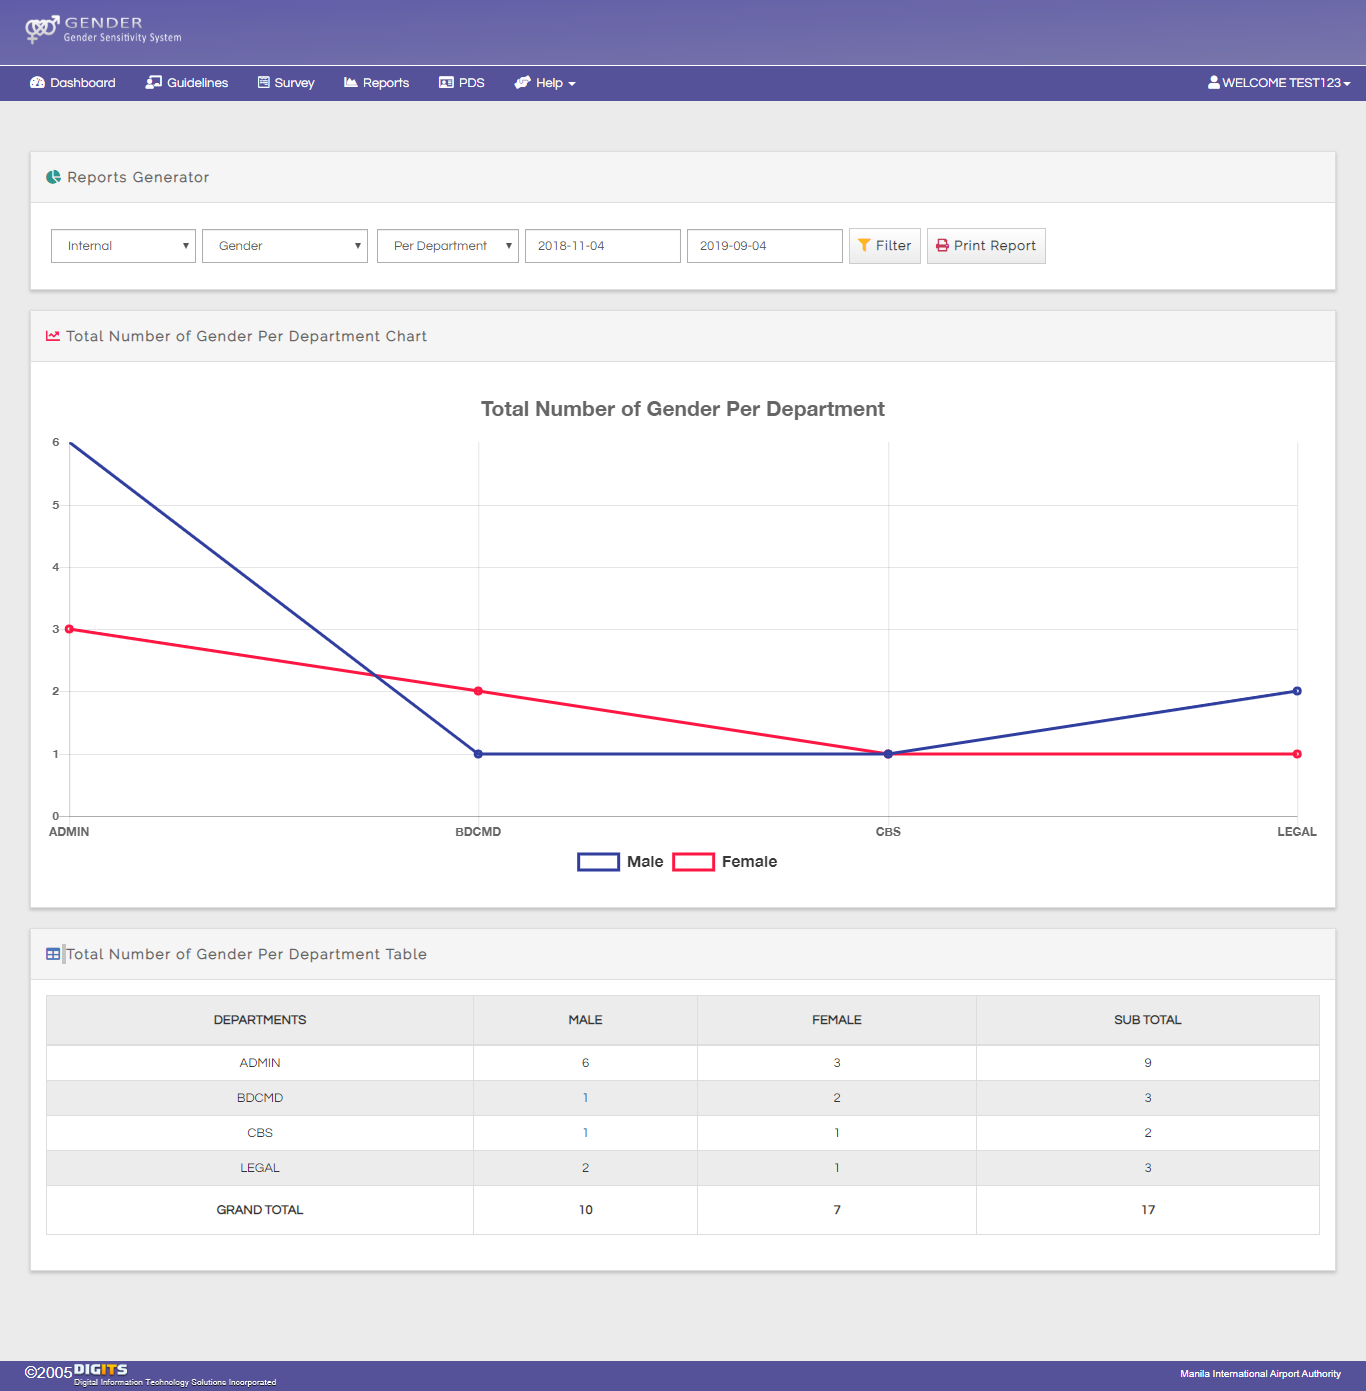 GENDER
Gender Sensitivity System
Dashboard Guidelines Survey Reports PDS Help WELCOME TEST123
Reports Generator
Internal Gender Per Department 2018-11-04 2019-09-04 Filter Print Report
Total Number of Gender Per Department Chart
Total Number of Gender Per Department
6
5
4
3
2
1
0
ADMIN BDCMD CBS LEGAL
Male Female
Total Number of Gender Per Department Table
DEPARTMENTS MALE FEMALE SUB TOTAL
ADMIN 6 3 9
BDCMD 1 2 3
CBS 1 1 2
LEGAL 2 1 3
GRAND TOTAL 10 7 17
©2005 DIGITS
Digital Information Technology Solutions Incorporated
Manila International Airport Authority